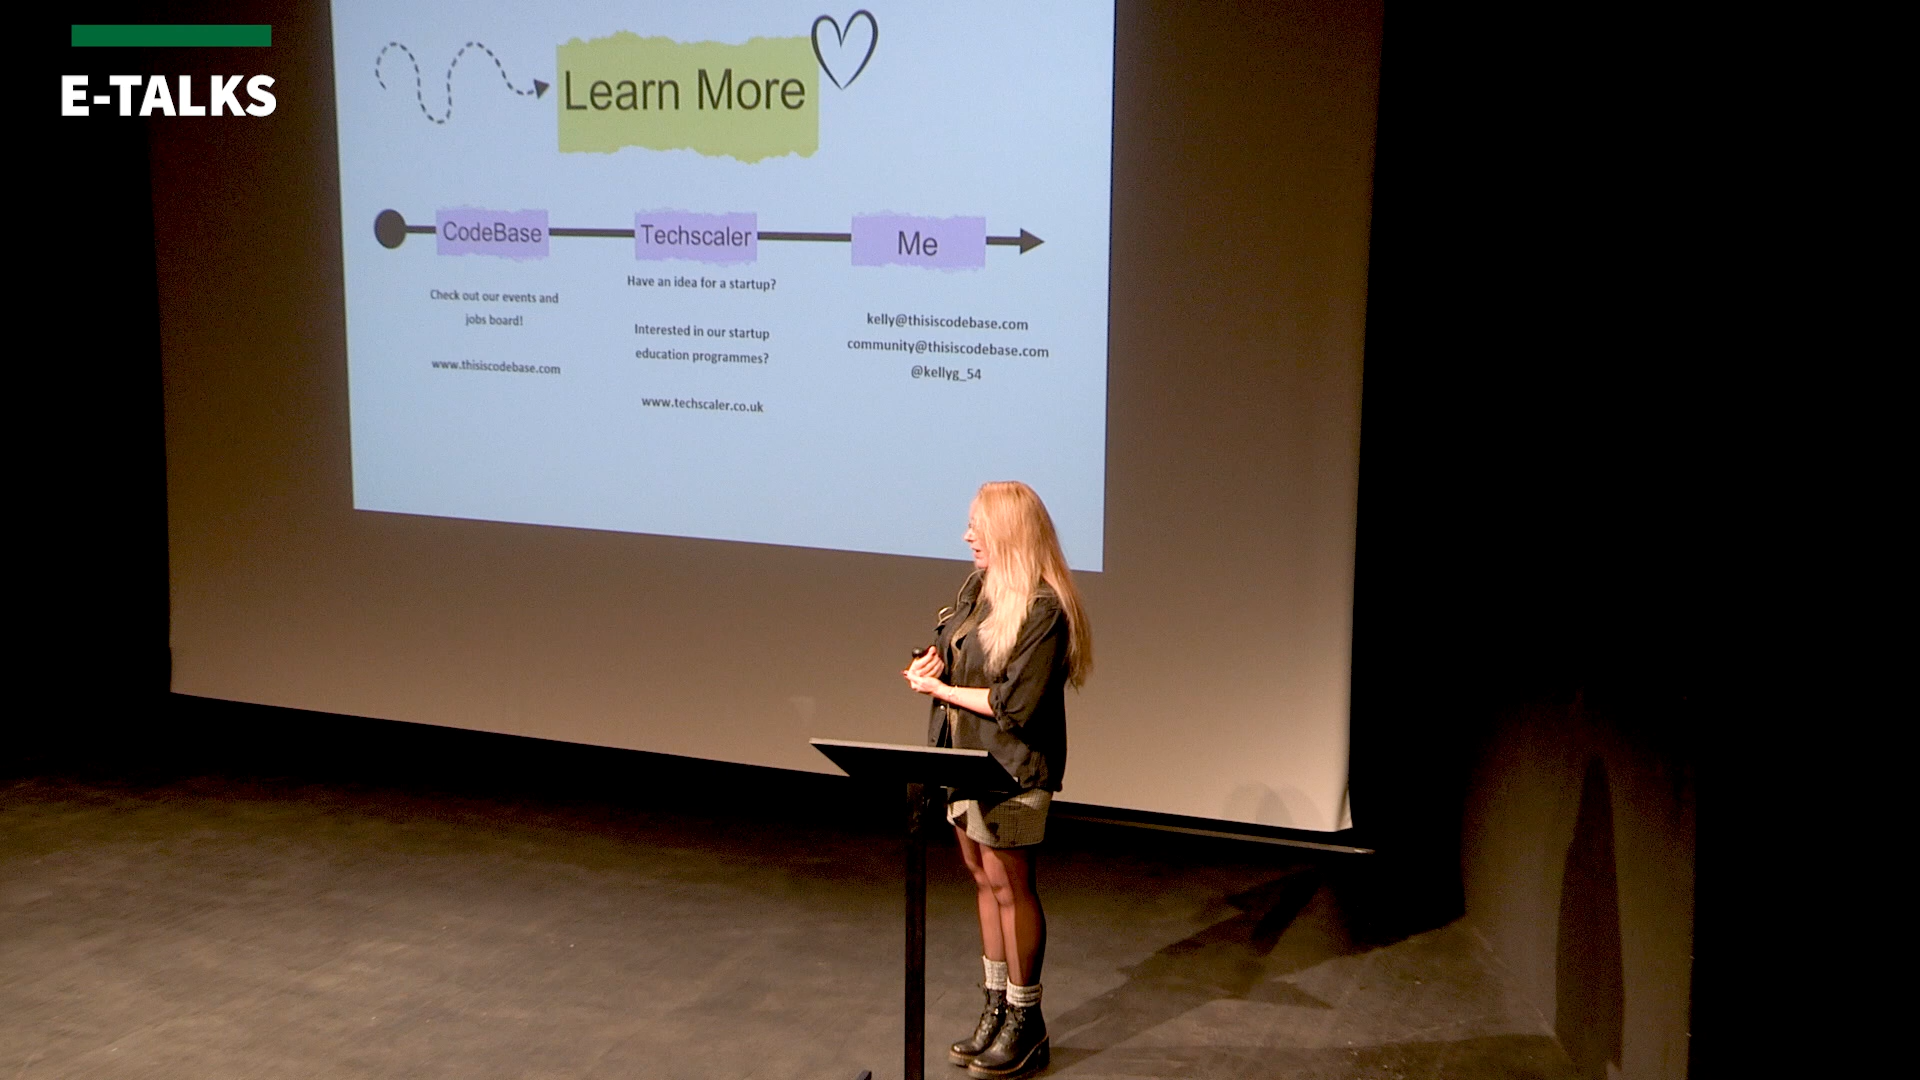 E-TALKS
Learn More
CodeBase
Techscaler
Me
Check out our events and
jobs board!
www.thisiscodebase.com
Have an idea for a startup?
Interested in our startup
education programmes?
www.techscaler.co.uk
kelly@thisiscodebase.com
community@thisiscodebase.com
@kellyg_54